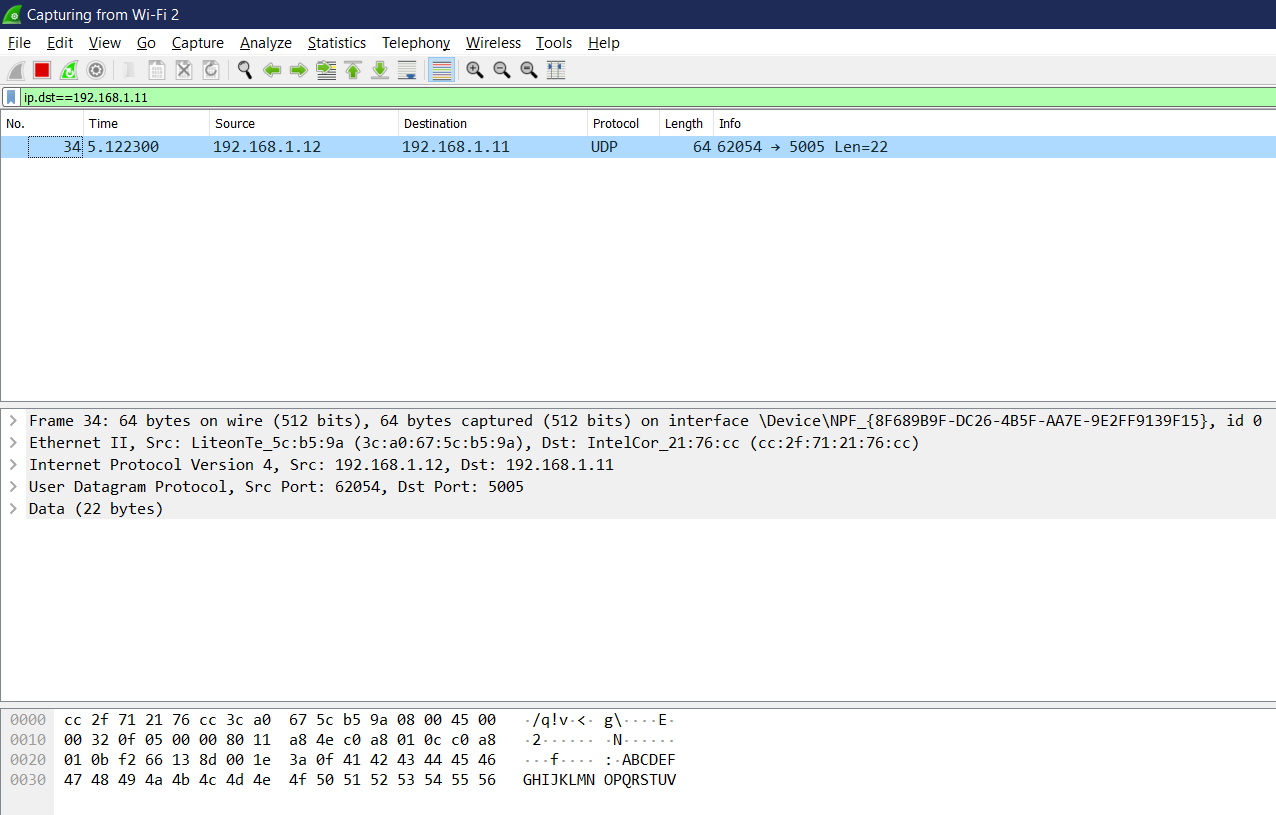 Capturing from Wi-Fi 2
File Edit View Go Capture Analyze Statistics Telephony Wireless Tools Help
ip.dst==192.168.1.11
No. Time Source Destination Protocol Length Info
34 5.122300 192.168.1.12 192.168.1.11 UDP 64 62054 → 5005 Len=22
> Frame 34: 64 bytes on wire (512 bits), 64 bytes captured (512 bits) on interface \Device\NPF_{8F689B9F-DC26-4B5F-AA7E-9E2FF9139F15}, id 0
> Ethernet II, Src: LiteonTe_5c:b5:9a (3c:a0:67:5c:b5:9a), Dst: IntelCor_21:76:cc (cc:2f:71:21:76:cc)
> Internet Protocol Version 4, Src: 192.168.1.12, Dst: 192.168.1.11
> User Datagram Protocol, Src Port: 62054, Dst Port: 5005
> Data (22 bytes)
0000 cc 2f 71 21 76 cc 3c a0 67 5c b5 9a 08 00 45 00 ·/q!v·<· g\····E·
0010 00 32 0f 05 00 00 80 11 a8 4e c0 a8 01 0c c0 a8 ·2······ ·N······
0020 01 0b f2 66 13 8d 00 1e 3a 0f 41 42 43 44 45 46 ···f···· :·ABCDEF
0030 47 48 49 4a 4b 4c 4d 4e 4f 50 51 52 53 54 55 56 GHIJKLMN OPQRSTUV